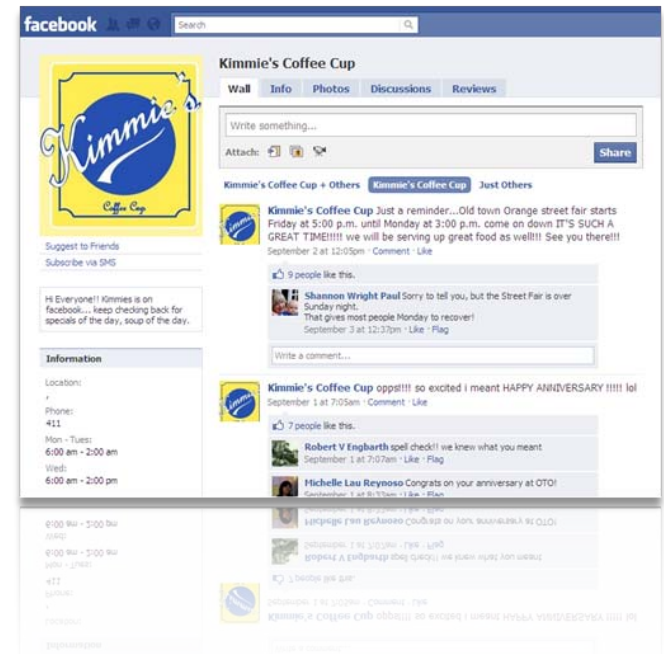 facebook
Search
Kimmie's
Coffee Cup
Suggest to Friends
Subscribe via SMS
Hi Everyone!! Kimmies is on
facebook... keep checking back for
specials of the day, soup of the day.
Information
Location:
,
Phone:
411
Mon - Tues:
6:00 am - 2:00 am
Wed:
6:00 am - 2:00 pm
Kimmie's Coffee Cup
Wall Info Photos Discussions Reviews
Write something...
Attach:
Share
Kimmie's Coffee Cup + Others Kimmie's Coffee Cup Just Others
Kimmie's Coffee Cup Just a reminder...Old town Orange street fair starts
Friday at 5:00 p.m. until Monday at 3:00 p.m. come on down IT'S SUCH A
GREAT TIME!!!!! we will be serving up great food as well!!! See you there!!!
September 2 at 12:05pm · Comment · Like
9 people like this.
Shannon Wright Paul Sorry to tell you, but the Street Fair is over
Sunday night.
That gives most people Monday to recover!
September 3 at 12:37pm · Like · Flag
Write a comment...
Kimmie's Coffee Cup opps!!!! so excited i meant HAPPY ANNIVERSARY !!!!! lol
September 1 at 7:05am · Comment · Like
7 people like this.
Robert V Engbarth spell check!! we knew what you meant
September 1 at 7:07am · Like · Flag
Michelle Lau Reynoso Congrats on your anniversary at OTO!
September 1 at 8:33am · Like · Flag